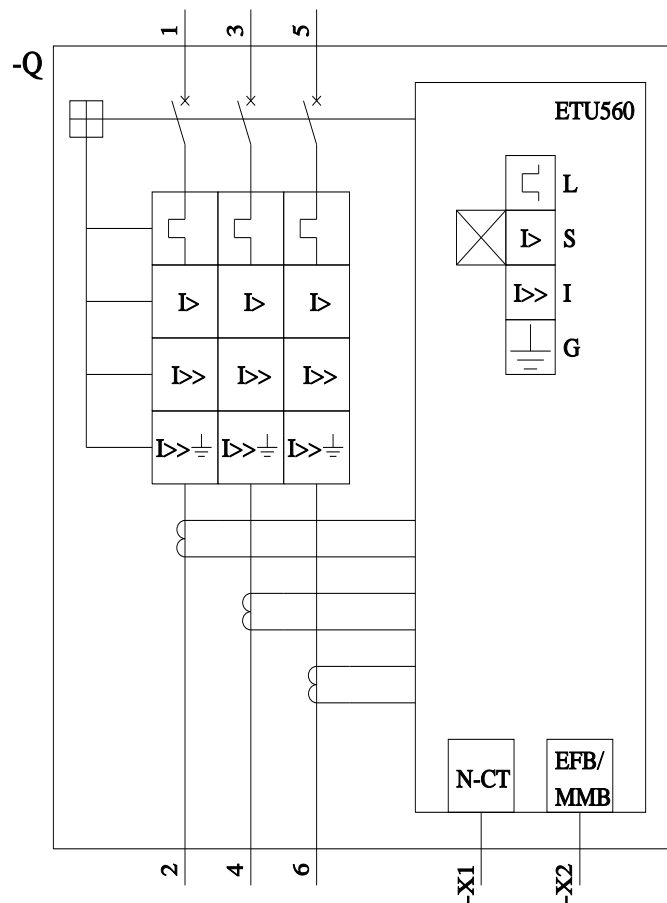 1 3 5
-Q
ETU560
L
I> S
I>> I
G
I> I> I>
I>> I>> I>>
I>> I>> I>>
N-CT
EFB/
MMB
2 4 6
-X1 -X2